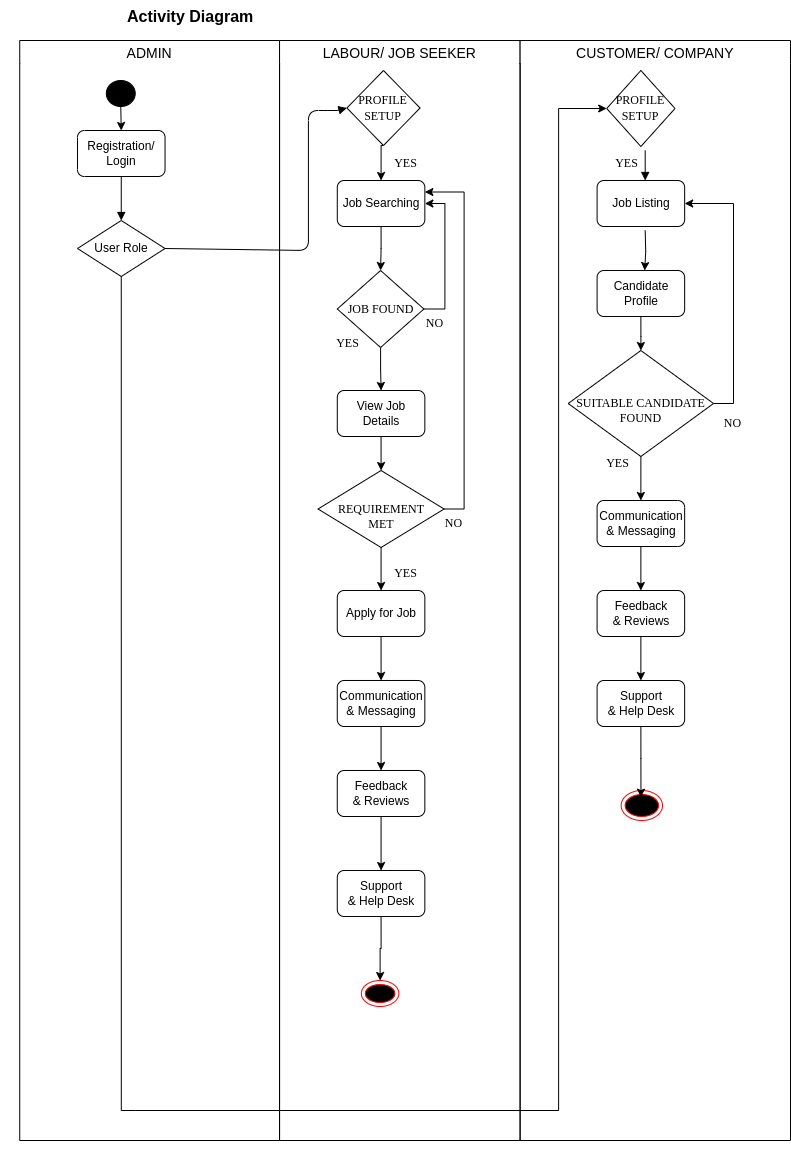 Activity Diagram
ADMIN
LABOUR/ JOB SEEKER
CUSTOMER/ COMPANY
Registration/
Login
User Role
PROFILE
SETUP
YES
Job Searching
JOB FOUND
NO
YES
View Job
Details
REQUIREMENT
MET
NO
YES
Apply for Job
Communication
& Messaging
Feedback
& Reviews
Support
& Help Desk
PROFILE
SETUP
YES
Job Listing
Candidate
Profile
SUITABLE CANDIDATE
FOUND
NO
YES
Communication
& Messaging
Feedback
& Reviews
Support
& Help Desk